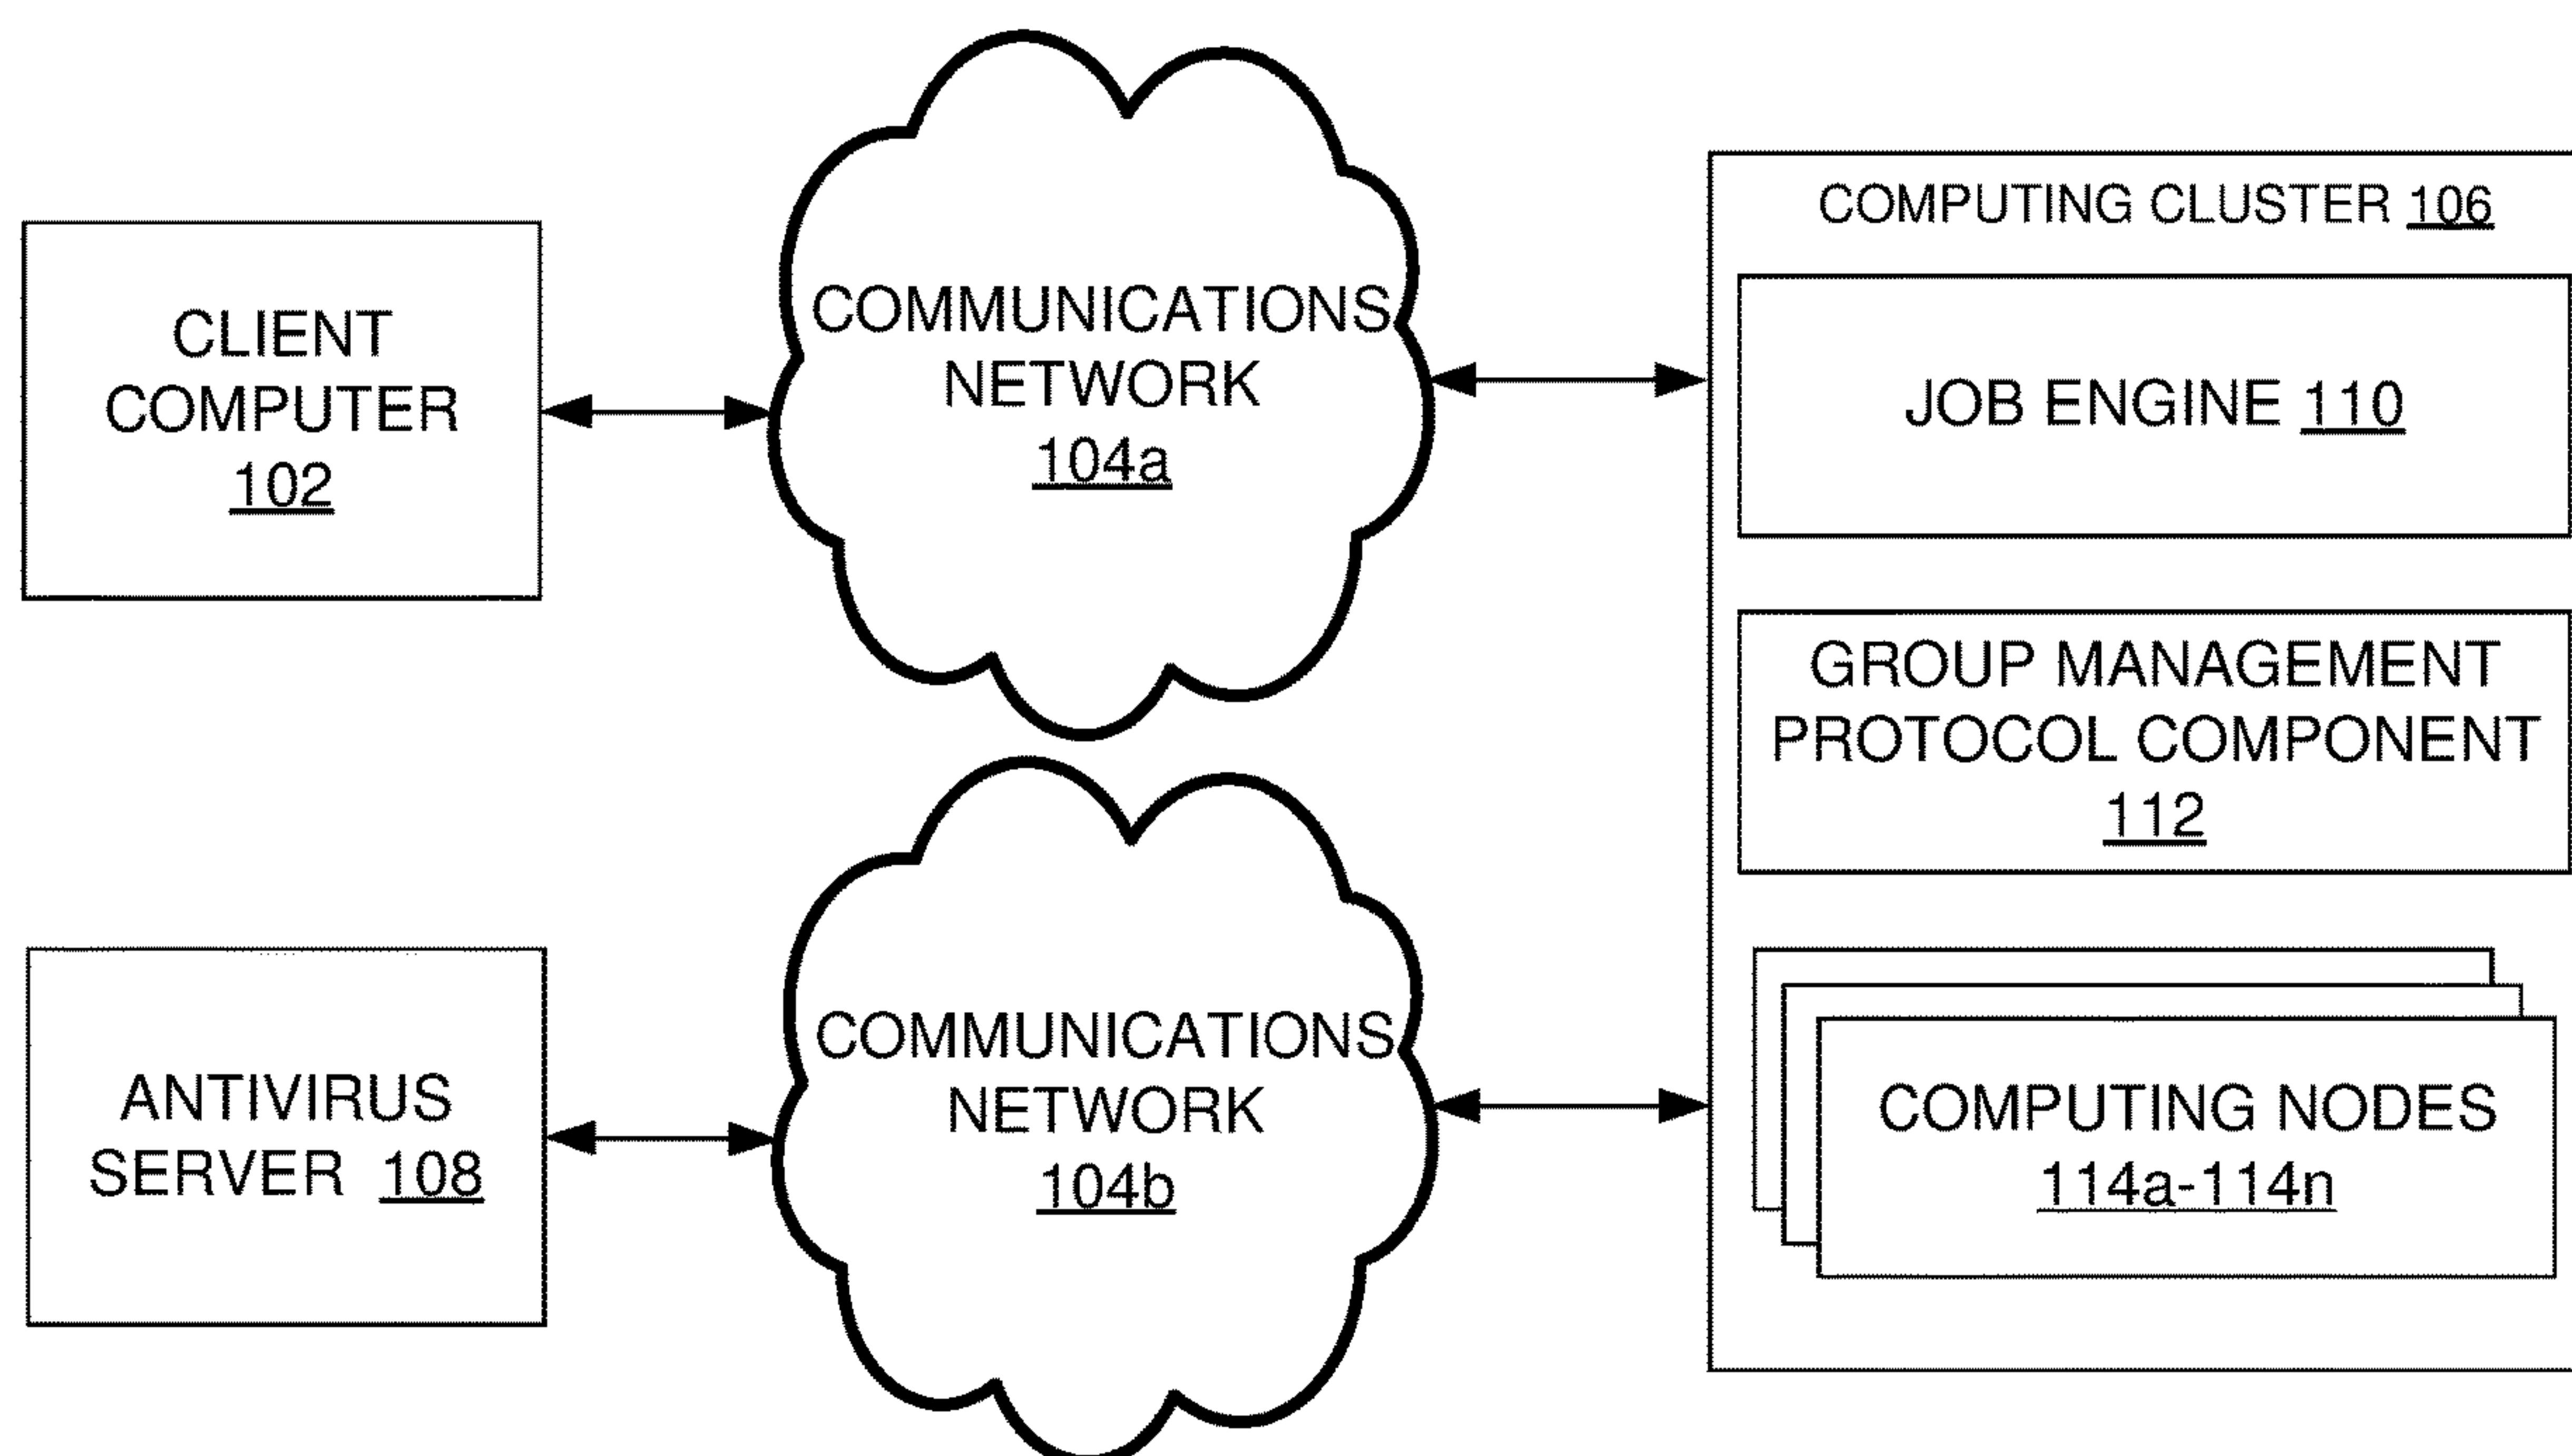 CLIENT
COMPUTER
102
COMMUNICATIONS
NETWORK
104a
COMPUTING CLUSTER 106
JOB ENGINE 110
GROUP MANAGEMENT
PROTOCOL COMPONENT
112
ANTIVIRUS
SERVER 108
COMMUNICATIONS
NETWORK
104b
COMPUTING NODES
114a-114n